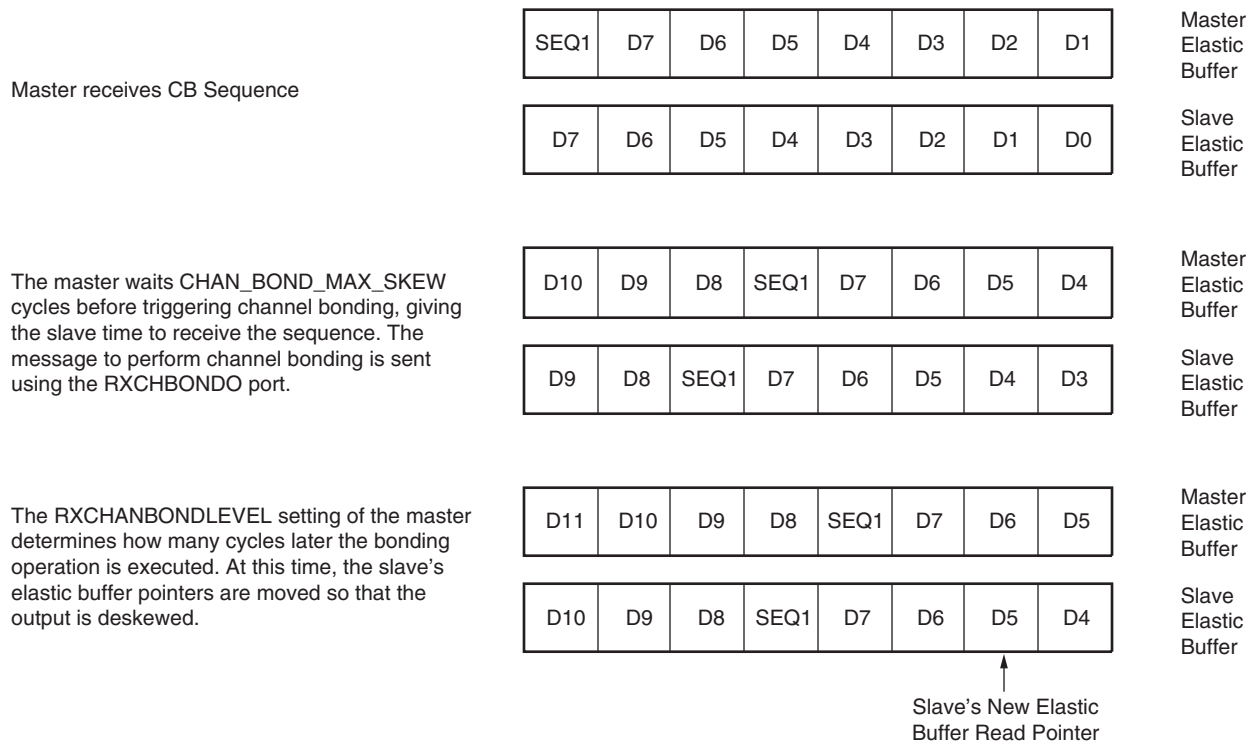 SEQ1 D7 D6 D5 D4 D3 D2 D1
Master
Elastic
Buffer
Master receives CB Sequence
D7 D6 D5 D4 D3 D2 D1 D0
Slave
Elastic
Buffer
The master waits CHAN_BOND_MAX_SKEW
cycles before triggering channel bonding, giving
the slave time to receive the sequence. The
message to perform channel bonding is sent
using the RXCHBONDO port.
D10 D9 D8 SEQ1 D7 D6 D5 D4
Master
Elastic
Buffer
D9 D8 SEQ1 D7 D6 D5 D4 D3
Slave
Elastic
Buffer
The RXCHANBONDLEVEL setting of the master
determines how many cycles later the bonding
operation is executed. At this time, the slave's
elastic buffer pointers are moved so that the
output is deskewed.
D11 D10 D9 D8 SEQ1 D7 D6 D5
Master
Elastic
Buffer
D10 D9 D8 SEQ1 D7 D6 D5 D4
Slave
Elastic
Buffer
Slave's New Elastic
Buffer Read Pointer